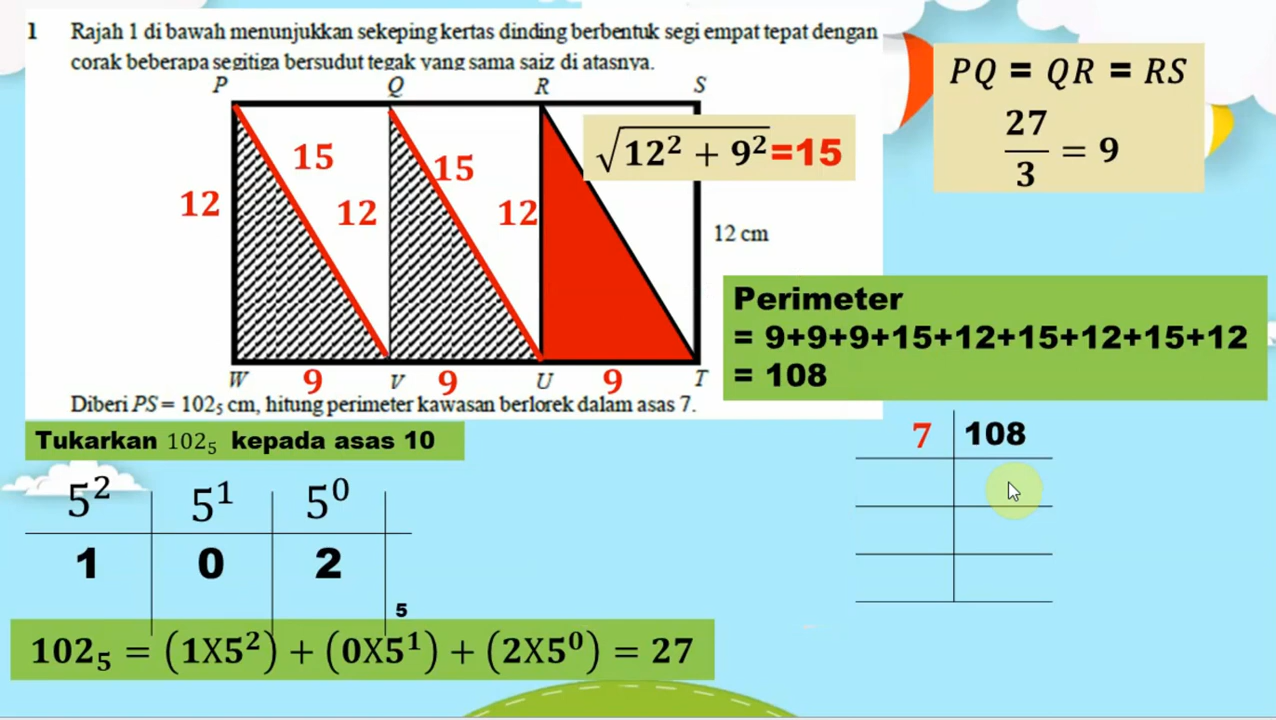 1 Rajah 1 di bawah menunjukkan sekeping kertas dinding berbentuk segi empat tepat dengan
corak beberapa segitiga bersudut tegak yang sama saiz di atasnya.
P Q R S
15 15 √12² + 9² =15
12 12 12
12 cm
W 9 V 9 U 9 T
Diberi PS = 102₅ cm, hitung perimeter kawasan berlorek dalam asas 7.
PQ = QR = RS
27/3 = 9
Perimeter
= 9+9+9+15+12+15+12+15+12
= 108
7 108
Tukarkan 102₅ kepada asas 10
5² 5¹ 5⁰
1 0 2
5
102₅ = (1X5²) + (0X5¹) + (2X5⁰) = 27